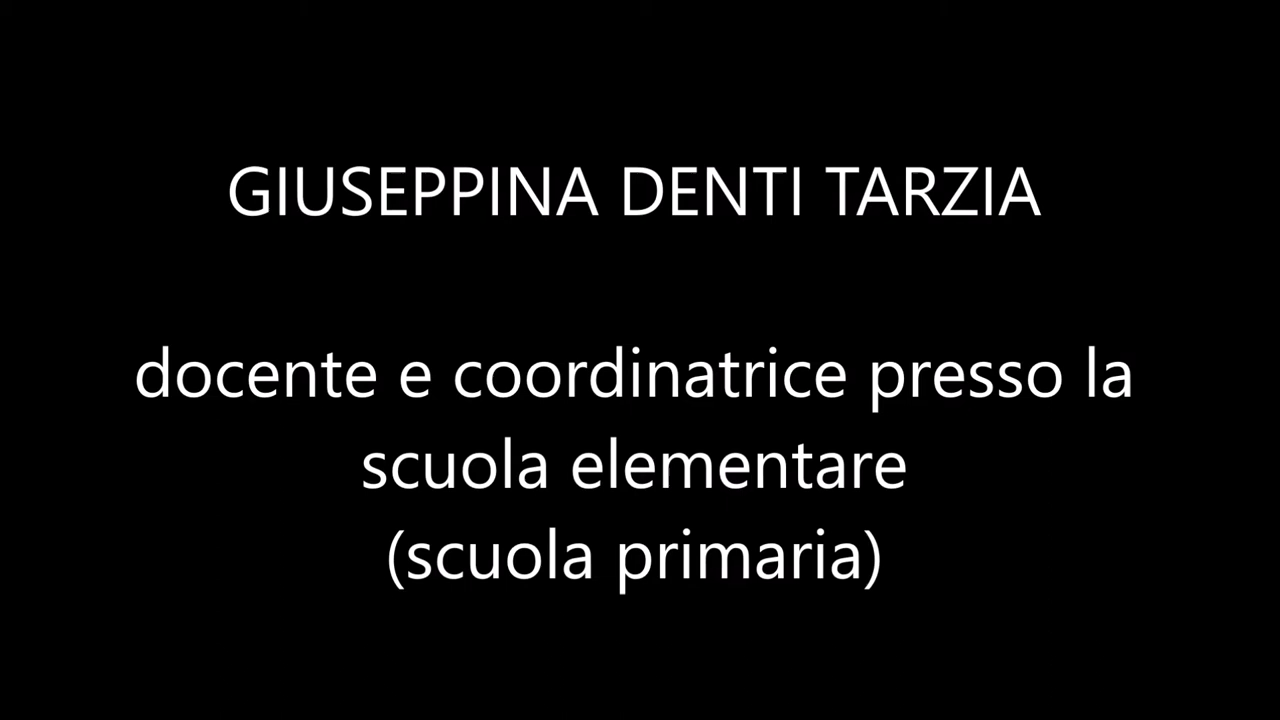 GIUSEPPINA DENTI TARZIA
docente e coordinatrice presso la
scuola elementare
(scuola primaria)